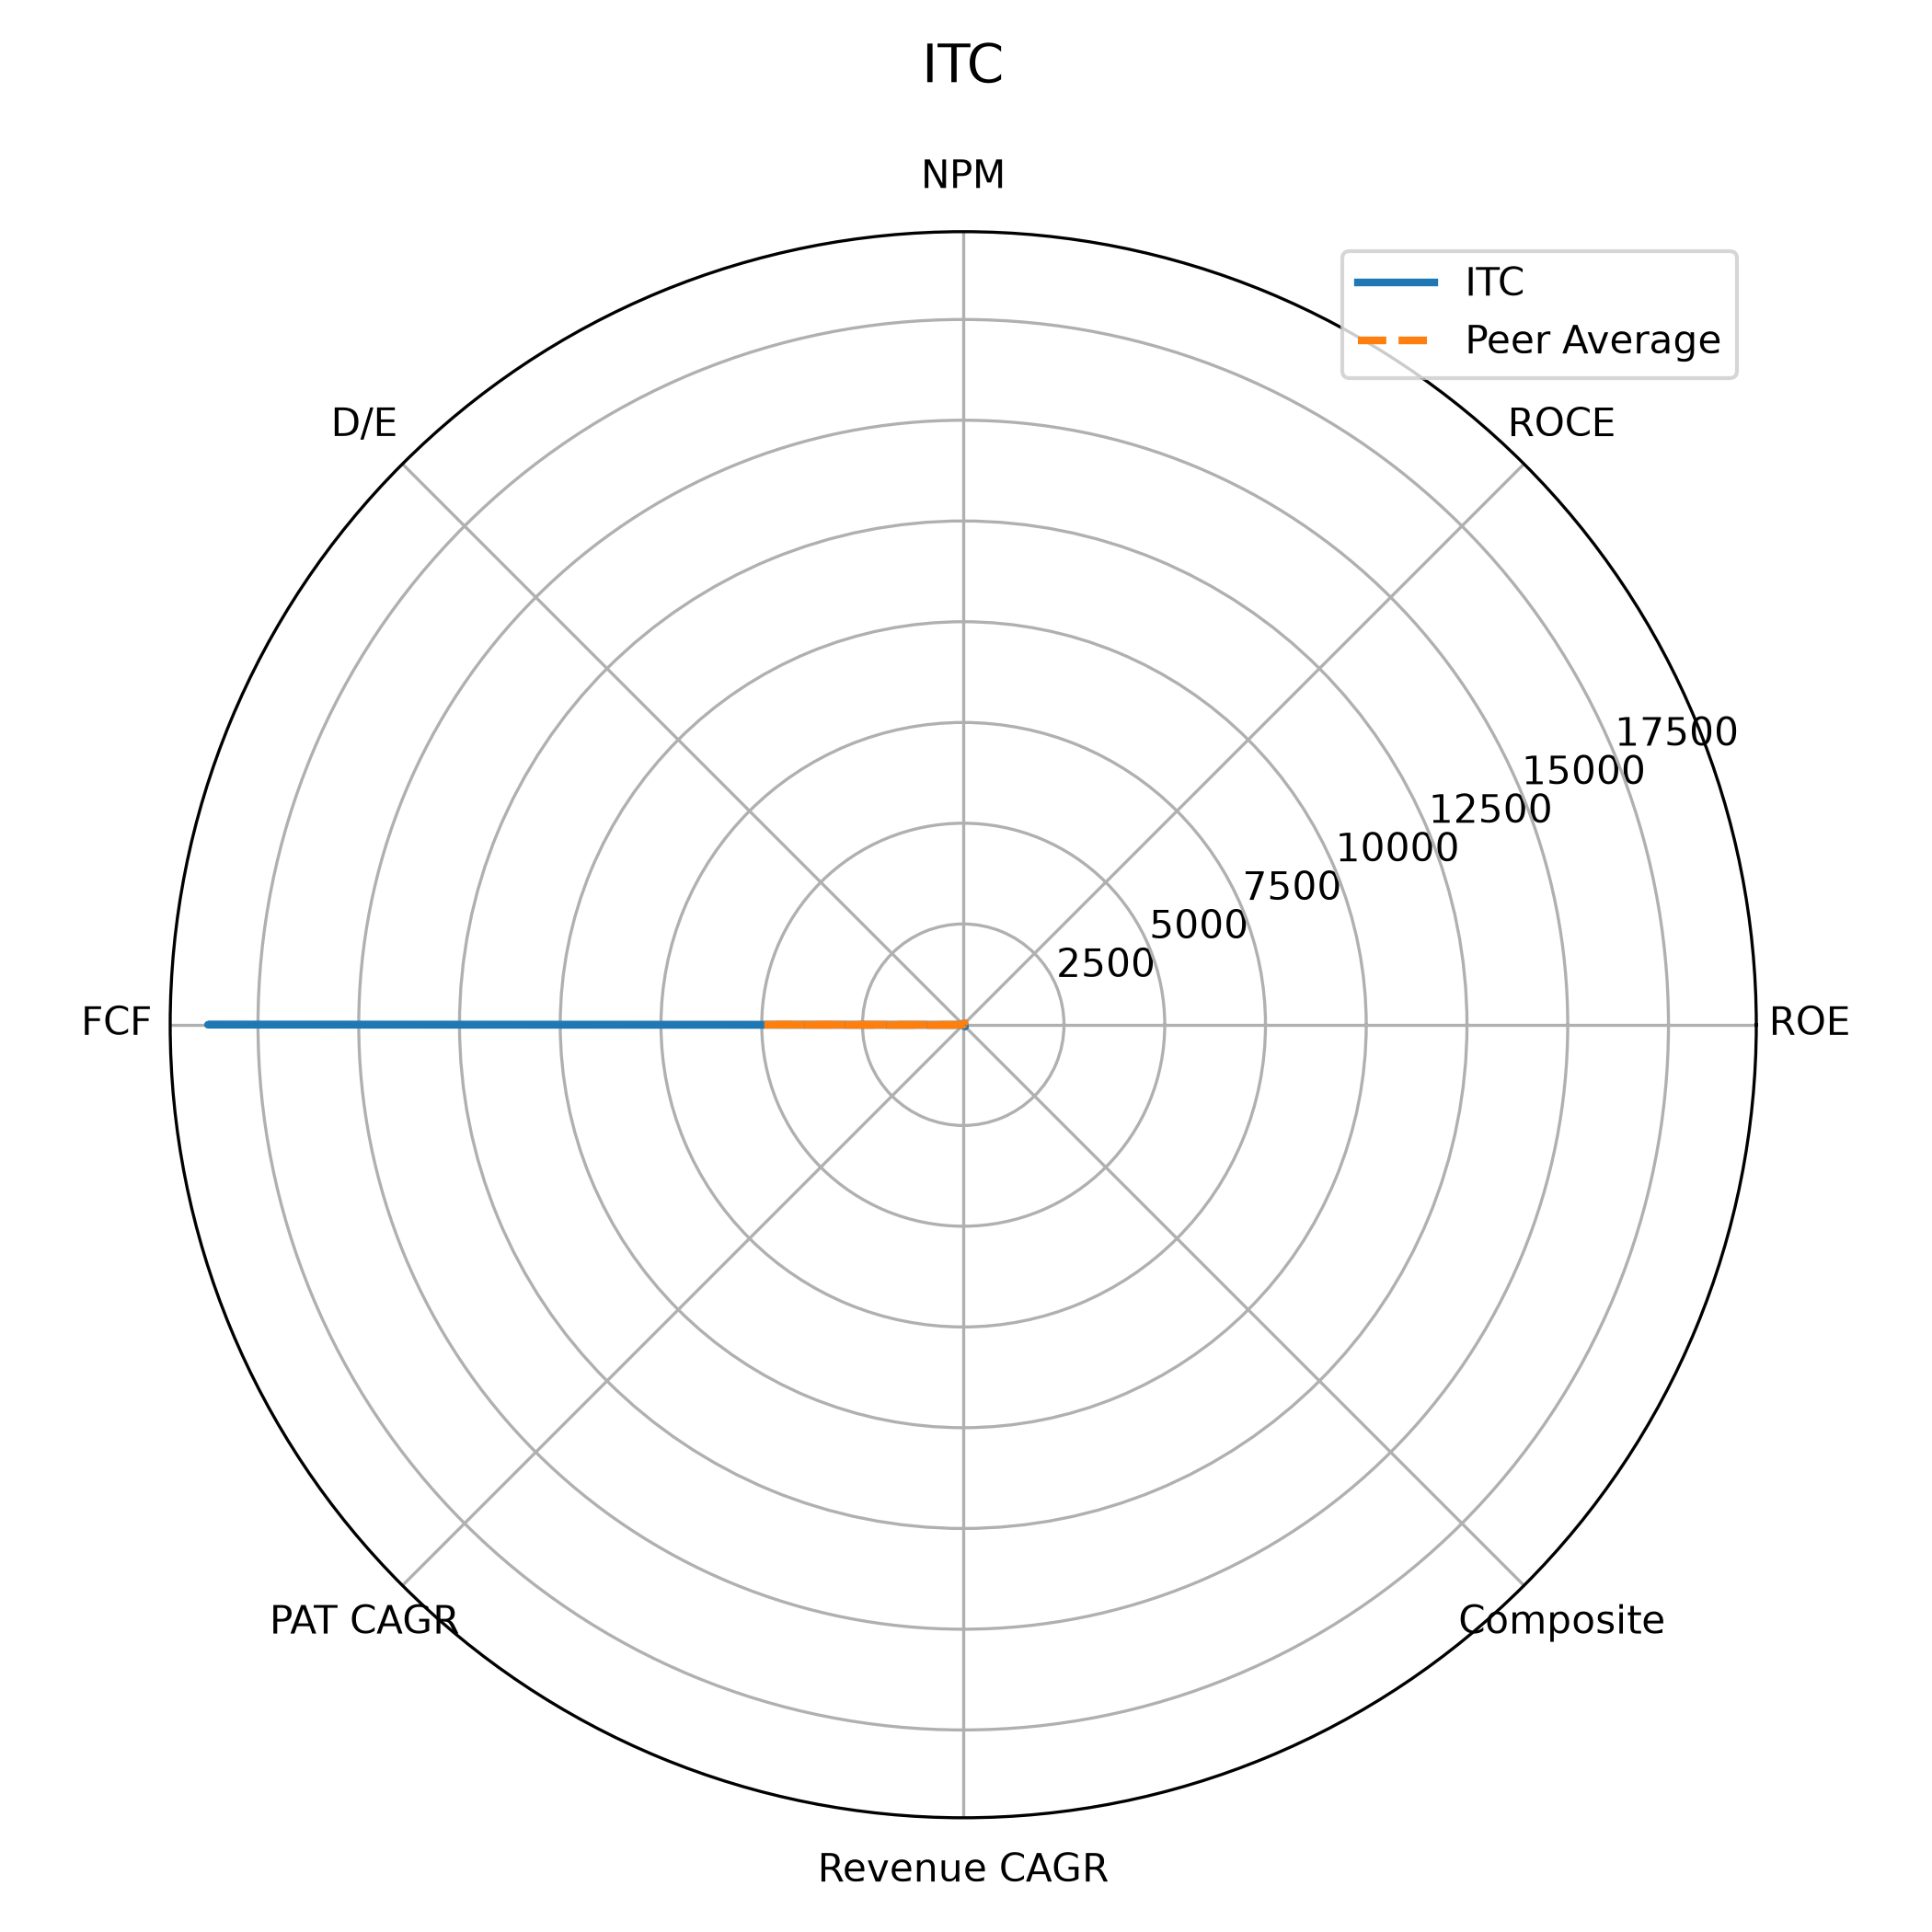 ITC
NPM
ITC
Peer Average
D/E
ROCE
17500
15000
12500
10000
7500
5000
2500
FCF
ROE
PAT CAGR
Composite
Revenue CAGR